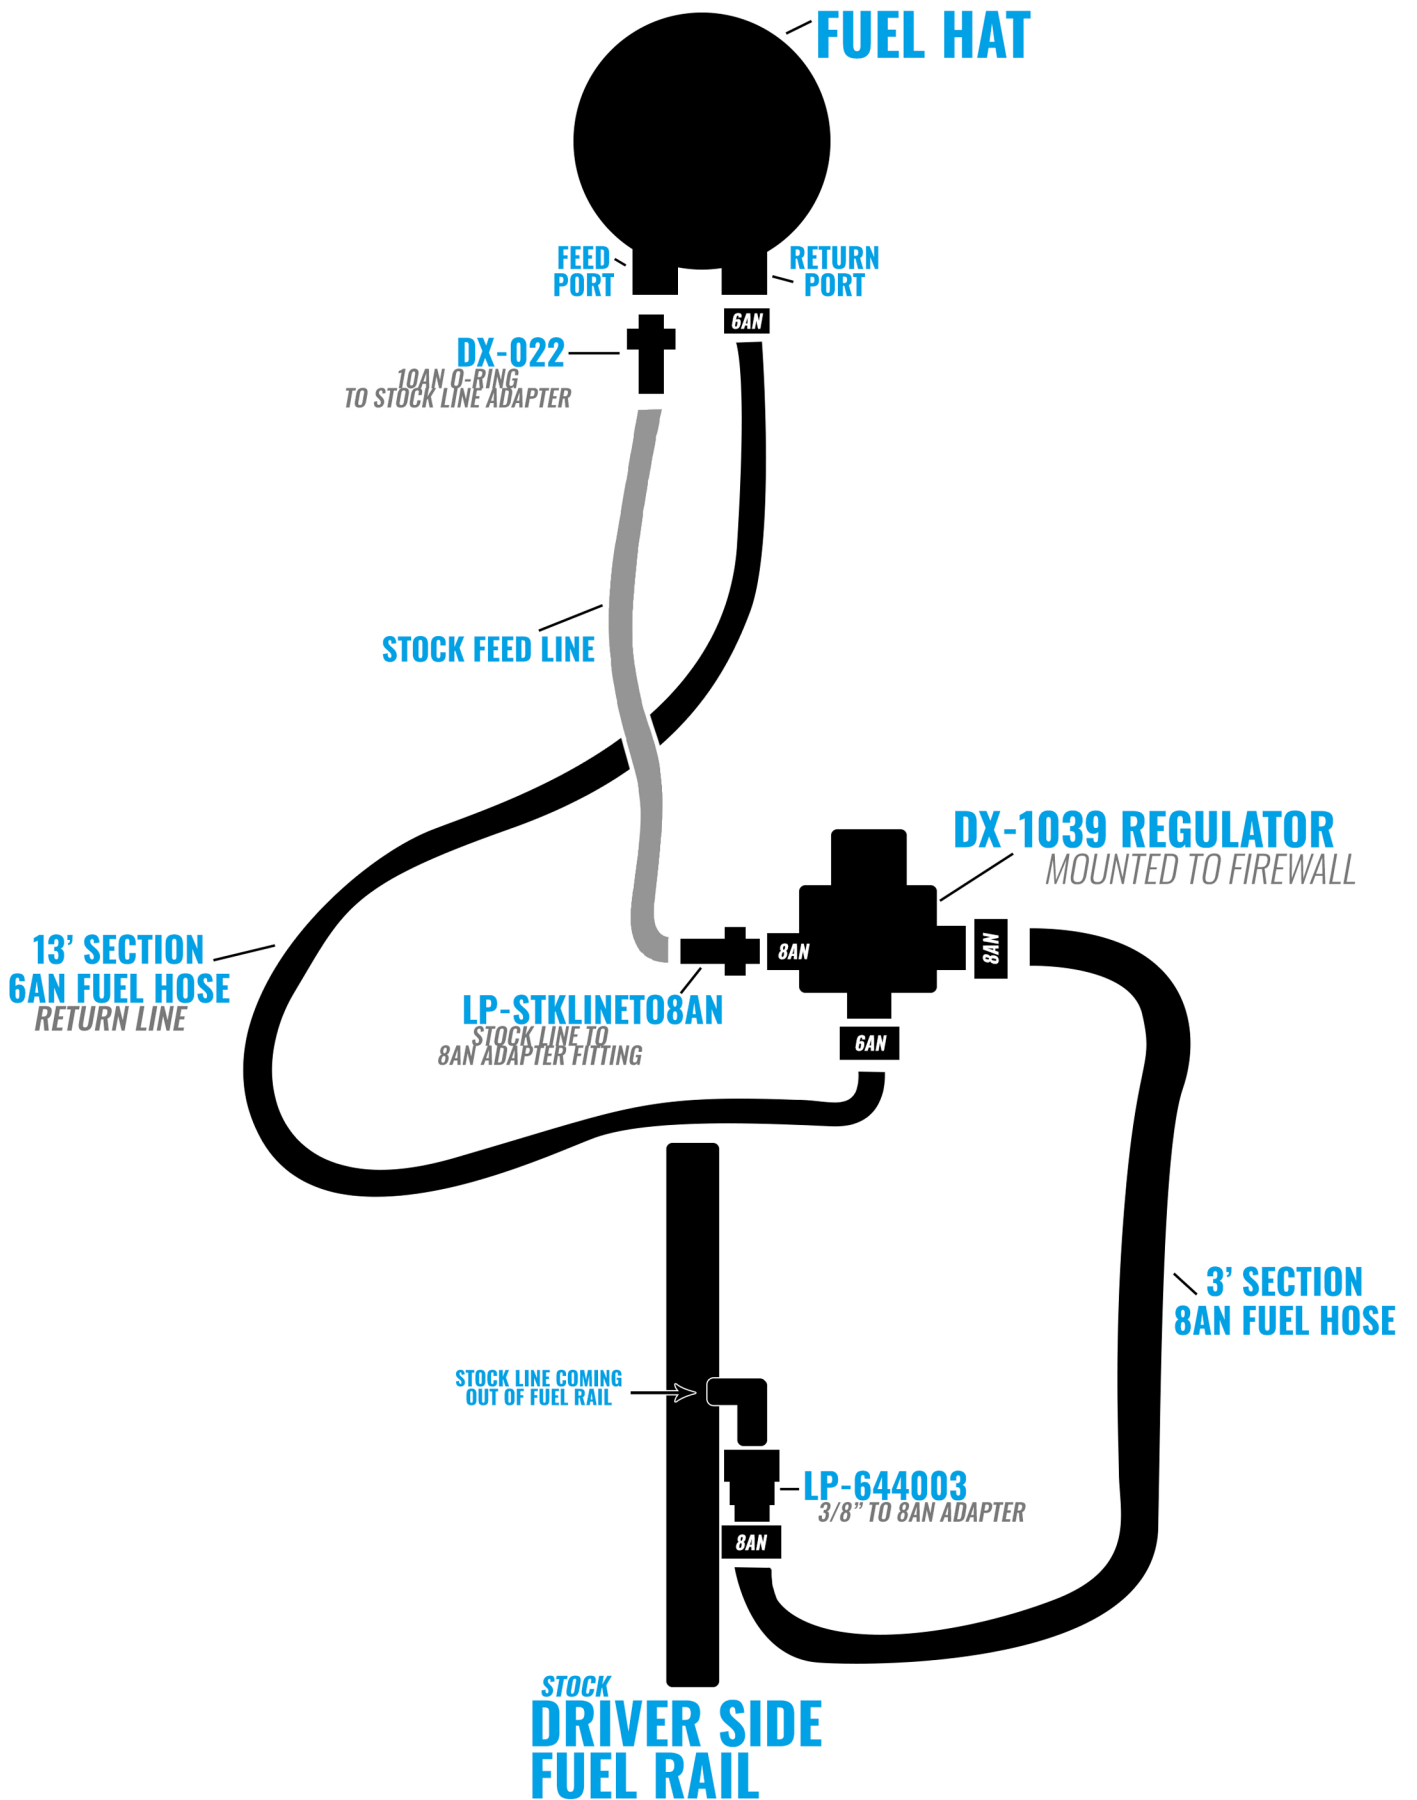 FUEL HAT
FEED
PORT
RETURN
PORT
6AN
DX-022
10AN O-RING
TO STOCK LINE ADAPTER
STOCK FEED LINE
DX-1039 REGULATOR
MOUNTED TO FIREWALL
13’ SECTION
6AN FUEL HOSE
RETURN LINE
8AN
8AN
LP-STKLINETO8AN
STOCK LINE TO
8AN ADAPTER FITTING
6AN
3’ SECTION
8AN FUEL HOSE
STOCK LINE COMING
OUT OF FUEL RAIL
LP-644003
3/8” TO 8AN ADAPTER
8AN
STOCK
DRIVER SIDE
FUEL RAIL